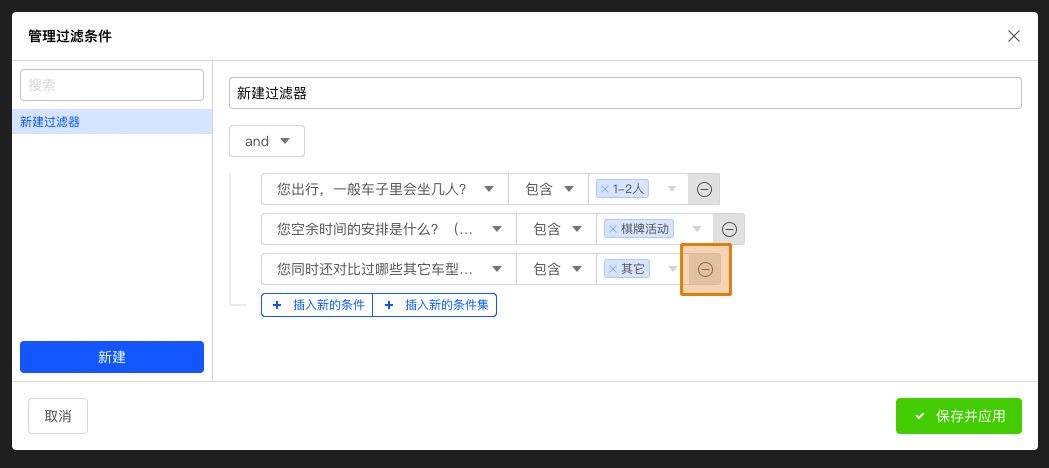 管理过滤条件
搜索
新建过滤器
新建过滤器
and
您出行，一般车子里会坐几人? 包含 1-2人
您空余时间的安排是什么? （... 包含 棋牌活动
您同时还对比过哪些其它车型... 包含 其它
插入新的条件 插入新的条件集
新建
取消 保存并应用